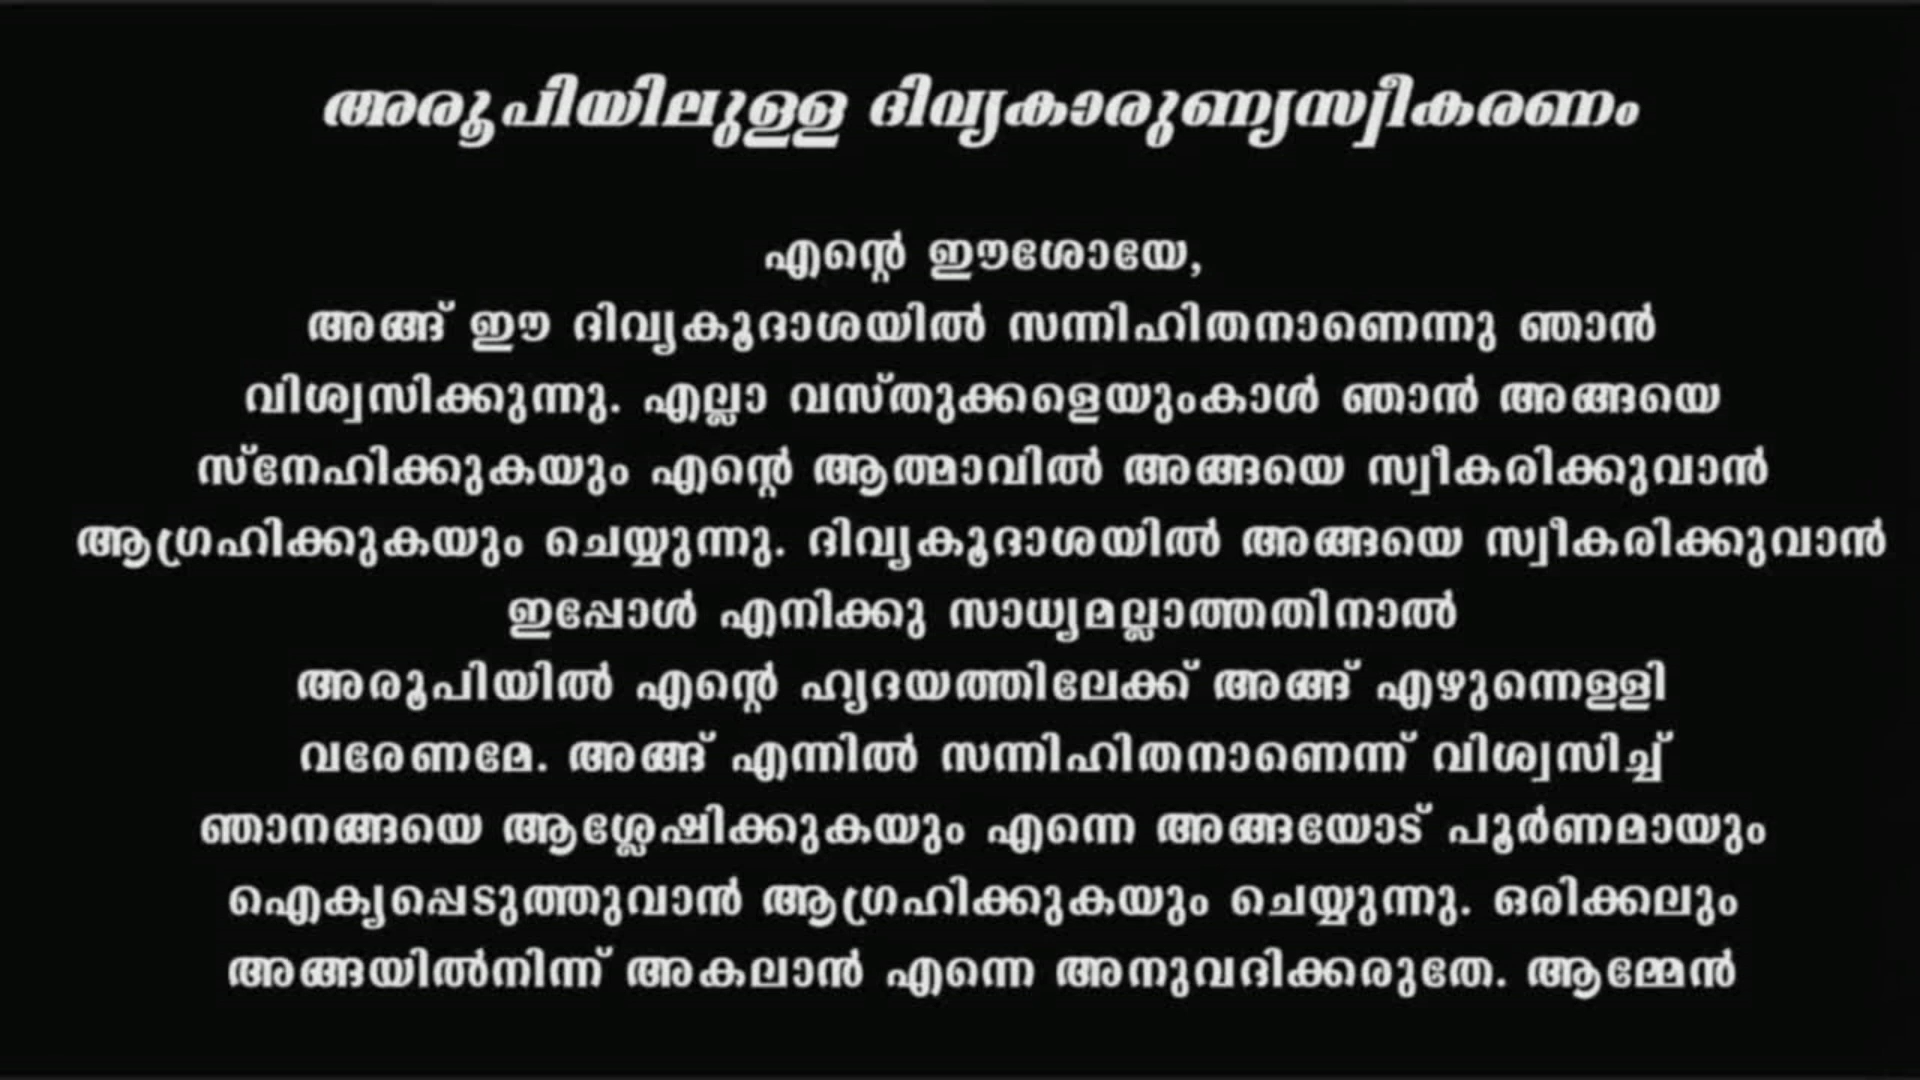 അരൂപിയിലുള്ള ദിവ്യകാരുണ്യസ്വീകരണം
എന്റെ ഈശോയേ,
അങ്ങ് ഈ ദിവ്യകൂദാശയിൽ സന്നിഹിതനാണെന്നു ഞാൻ
വിശ്വസിക്കുന്നു. എല്ലാ വസ്തുക്കളെയുംകാൾ ഞാൻ അങ്ങയെ
സ്നേഹിക്കുകയും എന്റെ ആത്മാവിൽ അങ്ങയെ സ്വീകരിക്കുവാൻ
ആഗ്രഹിക്കുകയും ചെയ്യുന്നു. ദിവ്യകൂദാശയിൽ അങ്ങയെ സ്വീകരിക്കുവാൻ
ഇപ്പോൾ എനിക്കു സാധ്യമല്ലാത്തതിനാൽ
അരൂപിയിൽ എന്റെ ഹൃദയത്തിലേക്ക് അങ്ങ് എഴുന്നെള്ളി
വരേണമേ. അങ്ങ് എന്നിൽ സന്നിഹിതനാണെന്ന് വിശ്വസിച്ച്
ഞാനങ്ങയെ ആശ്ലേഷിക്കുകയും എന്നെ അങ്ങയോട് പൂർണമായും
ഐക്യപ്പെടുത്തുവാൻ ആഗ്രഹിക്കുകയും ചെയ്യുന്നു. ഒരിക്കലും
അങ്ങയിൽനിന്ന് അകലാൻ എന്നെ അനുവദിക്കരുതേ. ആമ്മേൻ